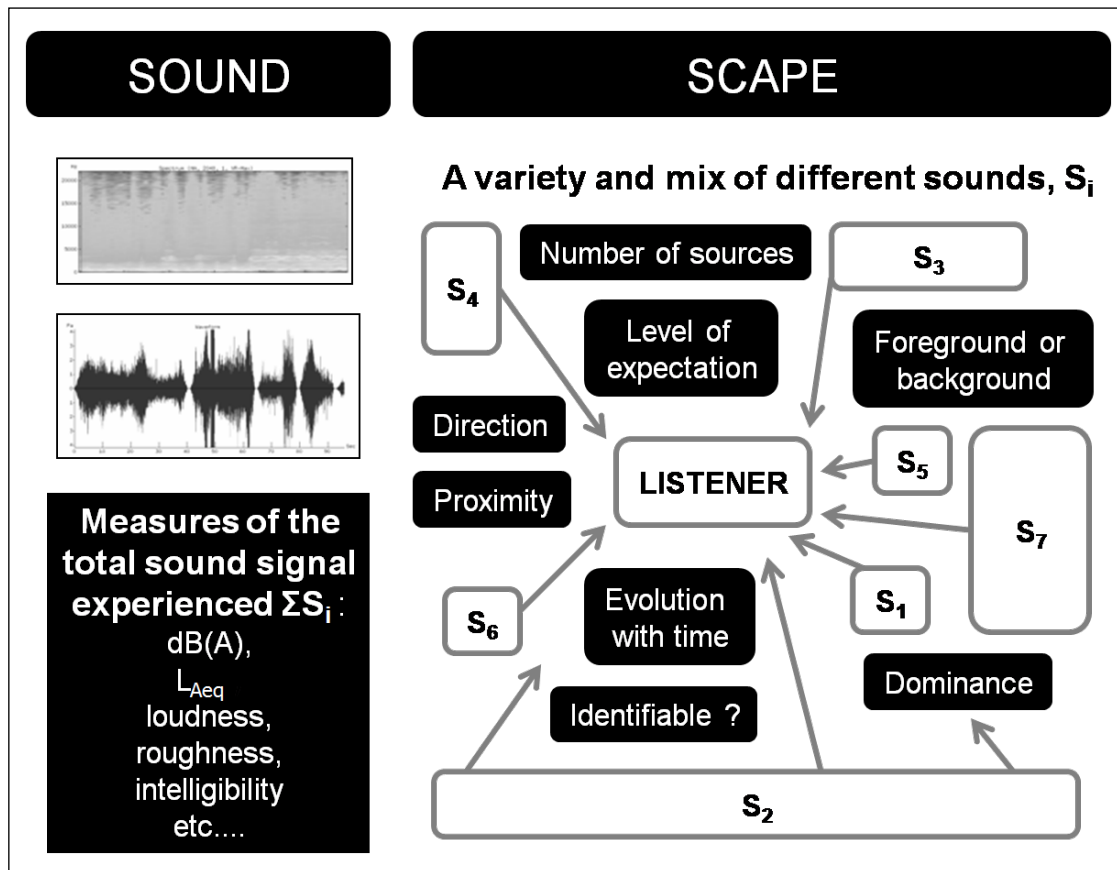 SOUND
SCAPE
A variety and mix of different sounds, Si
Measures of the
total sound signal
experienced ΣSi :
dB(A),
LAeq
loudness,
roughness,
intelligibility
etc....
S4
Number of sources
S3
Level of
expectation
Foreground or
background
Direction
Proximity
LISTENER
S5
S7
S6
Evolution
with time
S1
Identifiable ?
Dominance
S2